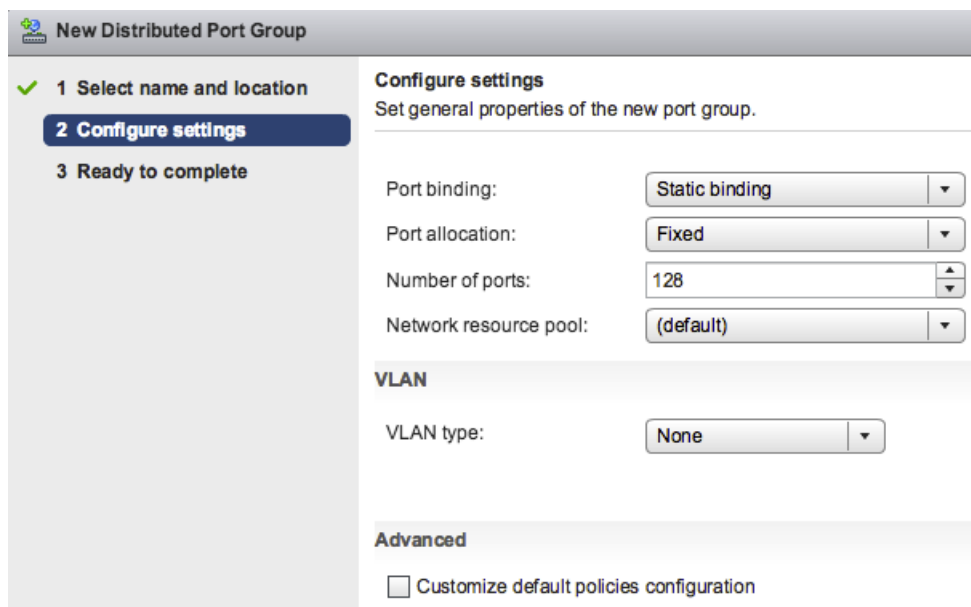 New Distributed Port Group
1 Select name and location
2 Configure settings
3 Ready to complete
Configure settings
Set general properties of the new port group.
Port binding: Static binding
Port allocation: Fixed
Number of ports: 128
Network resource pool: (default)
VLAN
VLAN type: None
Advanced
Customize default policies configuration